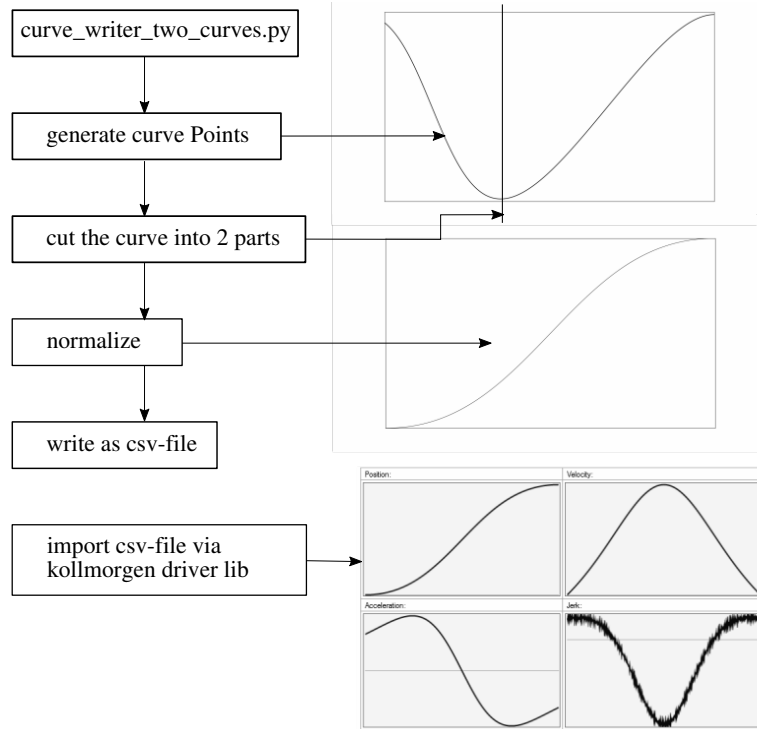 curve_writer_two_curves.py
generate curve Points
cut the curve into 2 parts
normalize
write as csv-file
import csv-file via
kollmorgen driver lib
Position:
Velocity:
Acceleration:
Jerk: